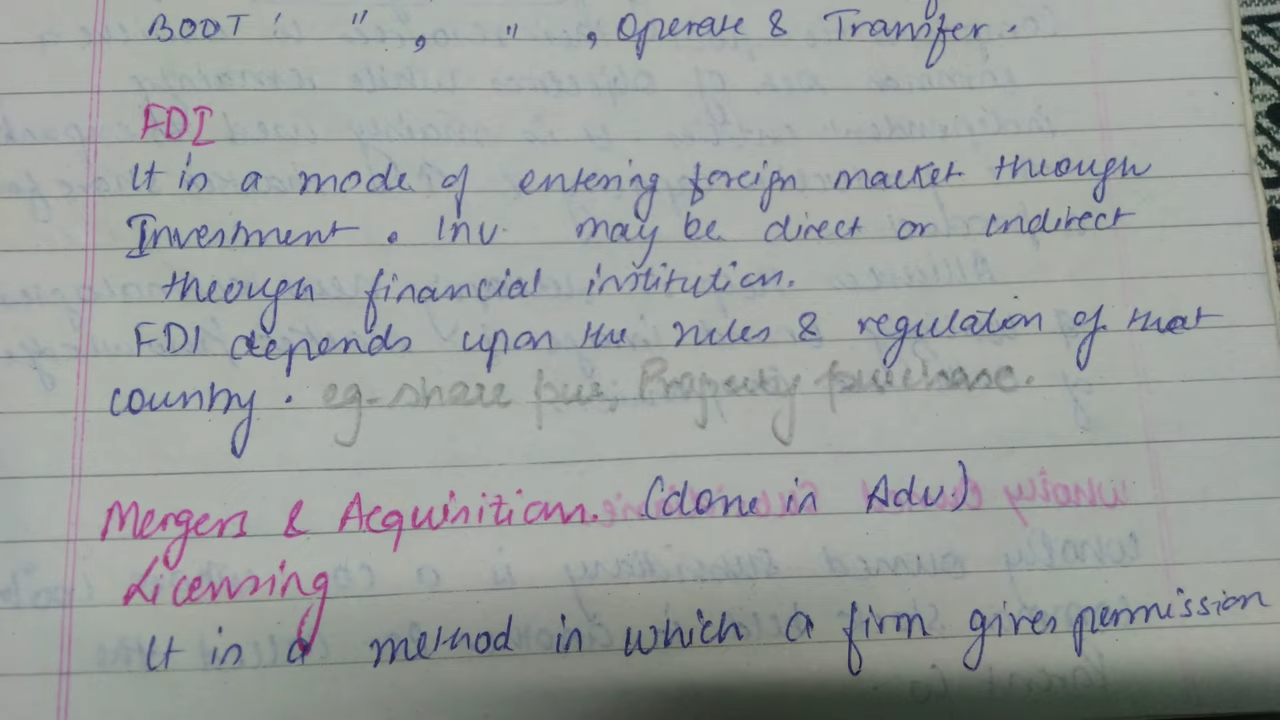 BOOT : " , " , Operate & Transfer.
FDI
It is a mode of entering foreign market through
Investment. Inv. may be direct or indirect
through financial institution.
FDI depends upon the rules & regulation of that
country. eg-share pur, Property purchase.
Mergers & Acquisition. (done in Adv.)
Licensing
It is a method in which a firm gives permission